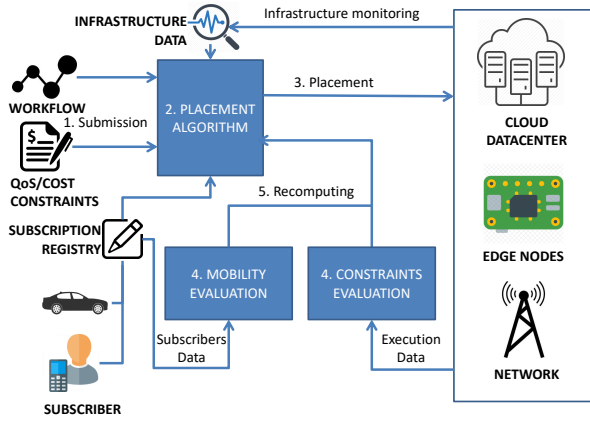 INFRASTRUCTURE
DATA
Infrastructure monitoring
WORKFLOW
1. Submission
2. PLACEMENT
ALGORITHM
3. Placement
CLOUD
DATACENTER
$
QoS/COST
CONSTRAINTS
5. Recomputing
SUBSCRIPTION
REGISTRY
4. MOBILITY
EVALUATION
4. CONSTRAINTS
EVALUATION
EDGE NODES
Subscribers
Data
Execution
Data
NETWORK
SUBSCRIBER